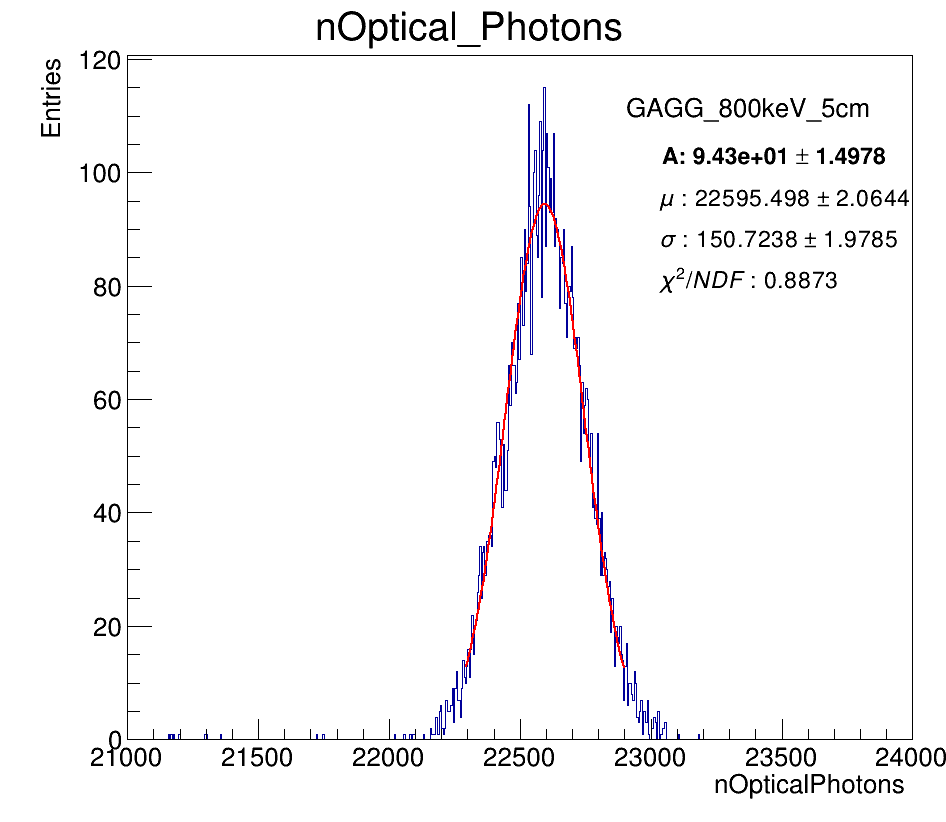 nOptical_Photons
Entries
120
100
80
60
40
20
0
GAGG_800keV_5cm
A: 9.43e+01 ± 1.4978
μ : 22595.498 ± 2.0644
σ : 150.7238 ± 1.9785
χ²/NDF : 0.8873
21000 21500 22000 22500 23000 23500 24000
nOpticalPhotons